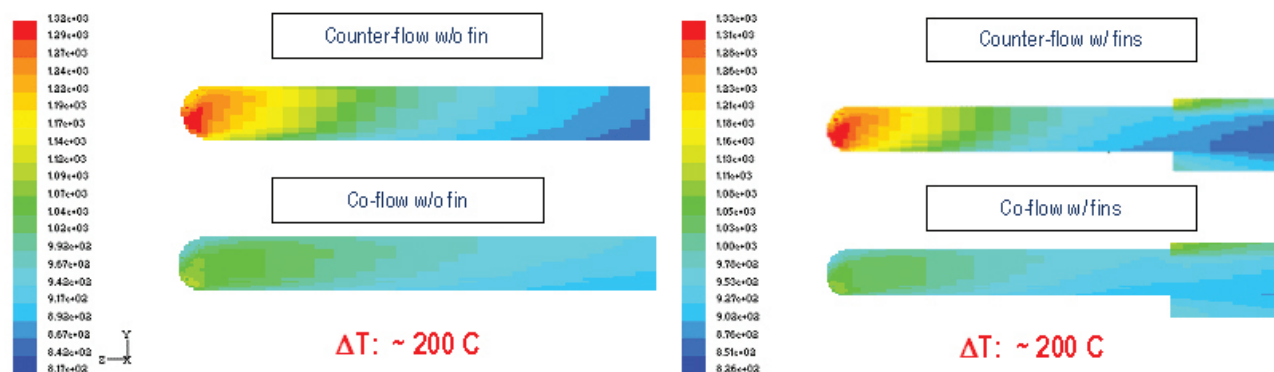 1.32e+03
1.29e+03
1.27e+03
1.24e+03
1.22e+03
1.19e+03
1.17e+03
1.14e+03
1.12e+03
1.09e+03
1.07e+03
1.04e+03
1.02e+03
9.92e+02
9.67e+02
9.42e+02
9.17e+02
8.92e+02
8.67e+02
8.42e+02
8.17e+02
Y
Z
X
Counter-flow w/o fin
Co-flow w/o fin
ΔT: ~ 200 C
1.33e+03
1.31e+03
1.28e+03
1.26e+03
1.23e+03
1.21e+03
1.18e+03
1.16e+03
1.13e+03
1.11e+03
1.08e+03
1.05e+03
1.03e+03
1.00e+03
9.78e+02
9.53e+02
9.27e+02
9.02e+02
8.76e+02
8.51e+02
8.26e+02
Counter-flow w/ fins
Co-flow w/ fins
ΔT: ~ 200 C